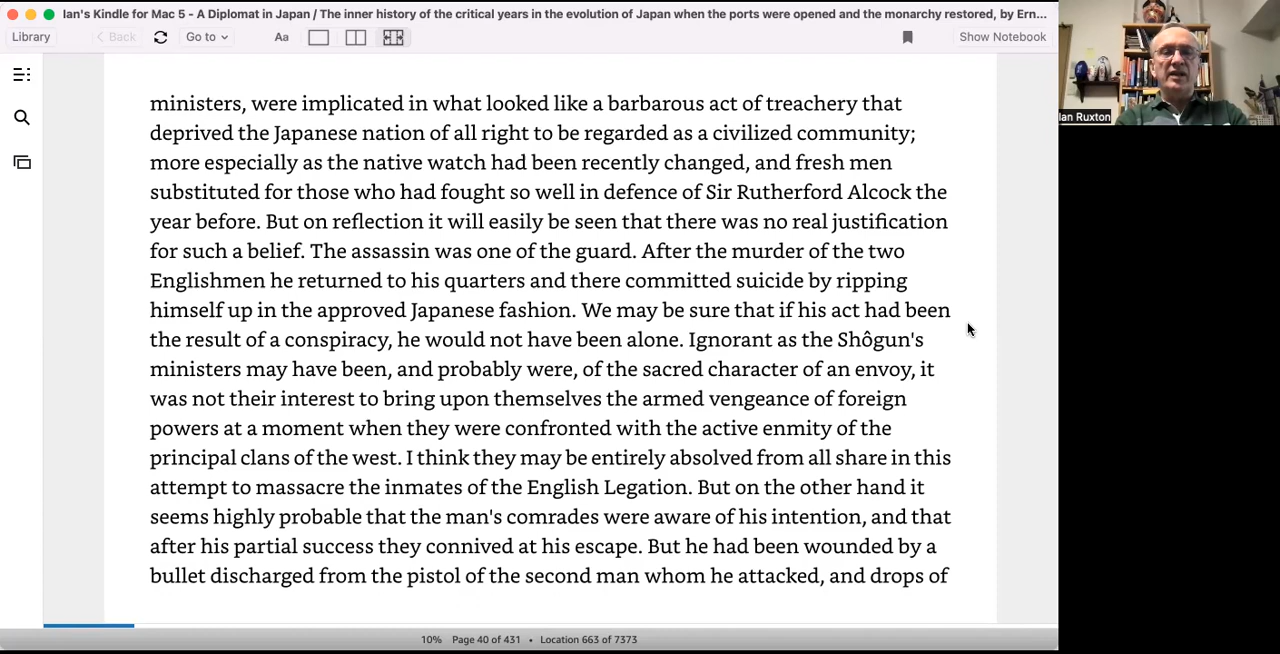 Ian's Kindle for Mac 5 - A Diplomat in Japan / The inner history of the critical years in the evolution of Japan when the ports were opened and the monarchy restored, by Ern...
Library
Back
Go to
Aa
Show Notebook
Ian Ruxton
ministers, were implicated in what looked like a barbarous act of treachery that
deprived the Japanese nation of all right to be regarded as a civilized community;
more especially as the native watch had been recently changed, and fresh men
substituted for those who had fought so well in defence of Sir Rutherford Alcock the
year before. But on reflection it will easily be seen that there was no real justification
for such a belief. The assassin was one of the guard. After the murder of the two
Englishmen he returned to his quarters and there committed suicide by ripping
himself up in the approved Japanese fashion. We may be sure that if his act had been
the result of a conspiracy, he would not have been alone. Ignorant as the Shôgun's
ministers may have been, and probably were, of the sacred character of an envoy, it
was not their interest to bring upon themselves the armed vengeance of foreign
powers at a moment when they were confronted with the active enmity of the
principal clans of the west. I think they may be entirely absolved from all share in this
attempt to massacre the inmates of the English Legation. But on the other hand it
seems highly probable that the man's comrades were aware of his intention, and that
after his partial success they connived at his escape. But he had been wounded by a
bullet discharged from the pistol of the second man whom he attacked, and drops of
10% Page 40 of 431 • Location 663 of 7373